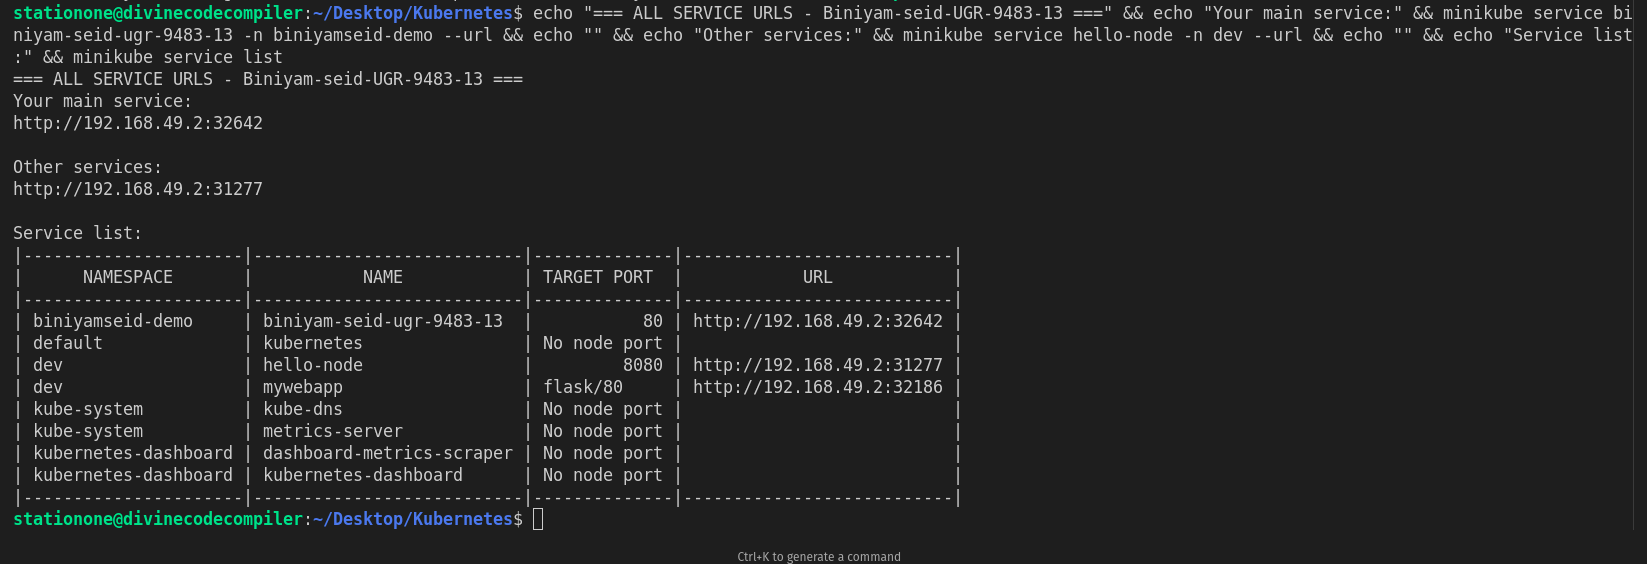 stationone@divinecodecompiler:~/Desktop/Kubernetes$ echo "=== ALL SERVICE URLS - Biniyam-seid-UGR-9483-13 ===" && echo "Your main service:" && minikube service bi
niyam-seid-ugr-9483-13 -n biniyamseid-demo --url && echo "" && echo "Other services:" && minikube service hello-node -n dev --url && echo "" && echo "Service list
:" && minikube service list
=== ALL SERVICE URLS - Biniyam-seid-UGR-9483-13 ===
Your main service:
http://192.168.49.2:32642

Other services:
http://192.168.49.2:31277

Service list:
|----------------------|---------------------------|--------------|---------------------------|
|      NAMESPACE       |           NAME            | TARGET PORT  |            URL            |
|----------------------|---------------------------|--------------|---------------------------|
| biniyamseid-demo     | biniyam-seid-ugr-9483-13  |           80 | http://192.168.49.2:32642 |
| default              | kubernetes                | No node port |                           |
| dev                  | hello-node                |         8080 | http://192.168.49.2:31277 |
| dev                  | mywebapp                  | flask/80     | http://192.168.49.2:32186 |
| kube-system          | kube-dns                  | No node port |                           |
| kube-system          | metrics-server            | No node port |                           |
| kubernetes-dashboard | dashboard-metrics-scraper | No node port |                           |
| kubernetes-dashboard | kubernetes-dashboard      | No node port |                           |
|----------------------|---------------------------|--------------|---------------------------|
stationone@divinecodecompiler:~/Desktop/Kubernetes$
Ctrl+K to generate a command